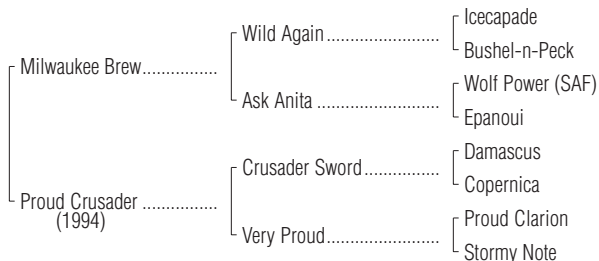 Icecapade
Wild Again........................
Bushel-n-Peck
Milwaukee Brew................
Wolf Power (SAF)
Ask Anita ..........................
Epanoui
Damascus
Crusader Sword................
Copernica
Proud Crusader ................
(1994)
Proud Clarion
Very Proud........................
Stormy Note